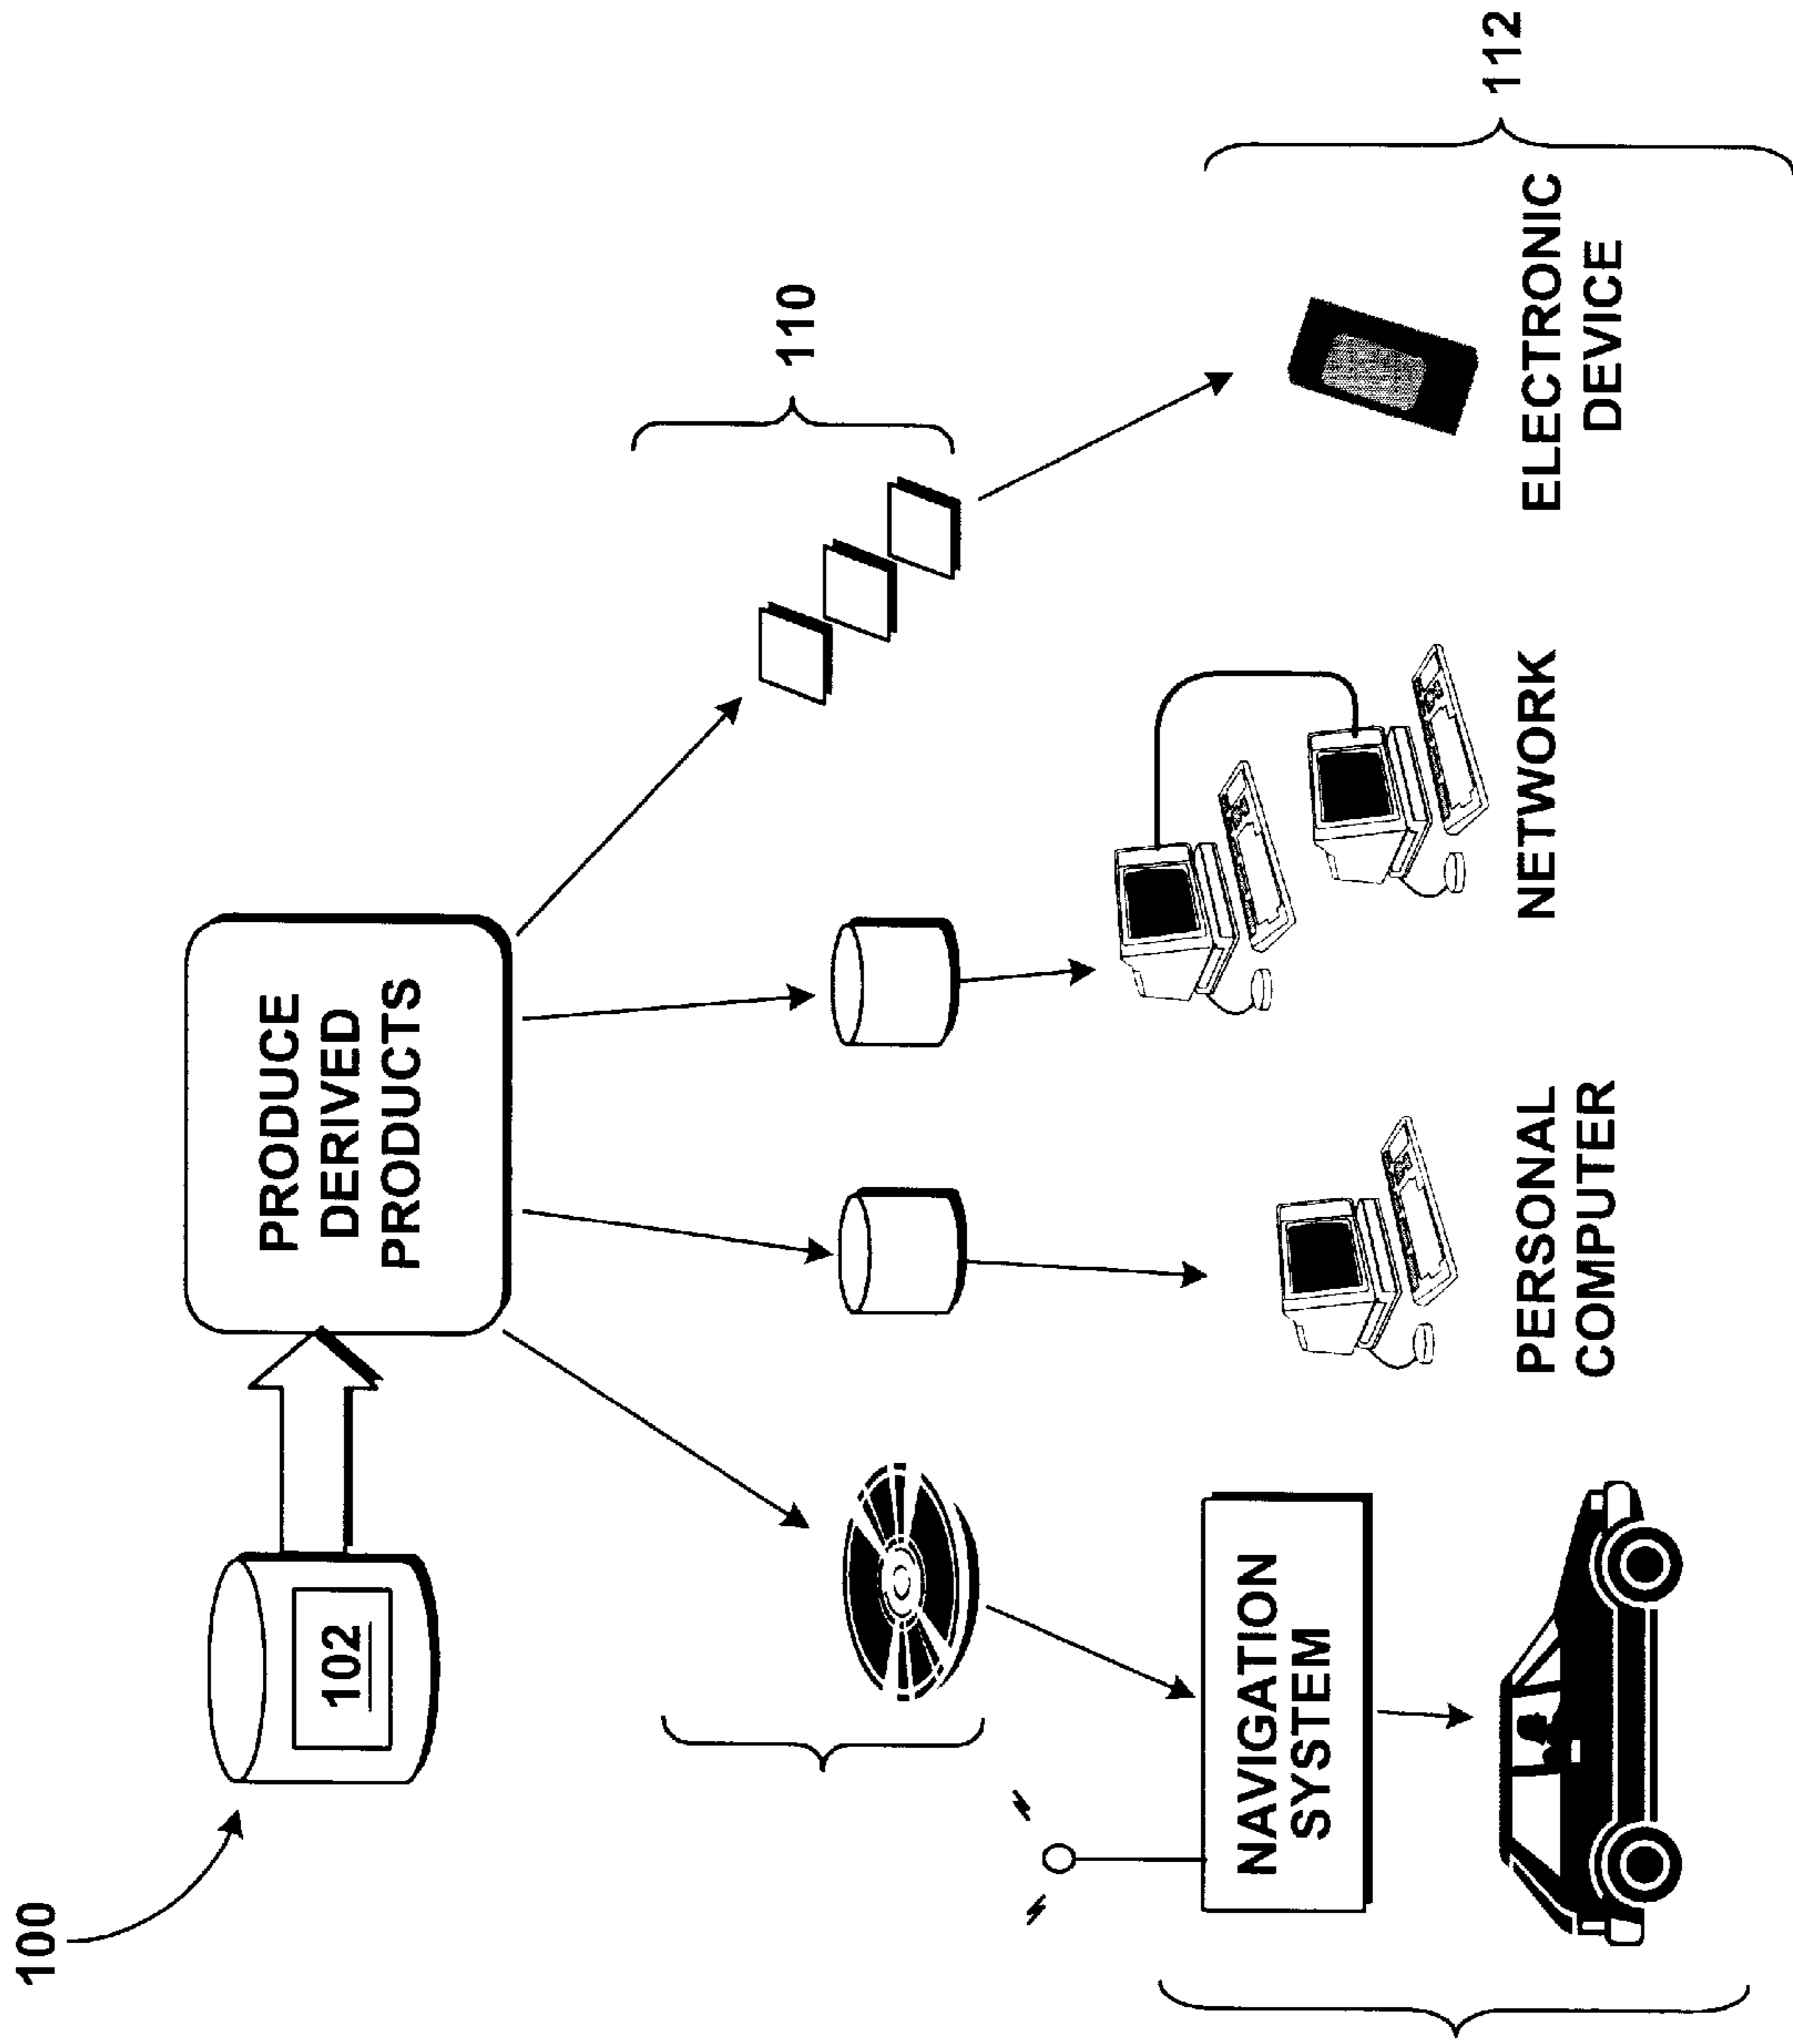 100
102
PRODUCE
DERIVED
PRODUCTS
110
112
NAVIGATION
SYSTEM
PERSONAL
COMPUTER
NETWORK
ELECTRONIC
DEVICE